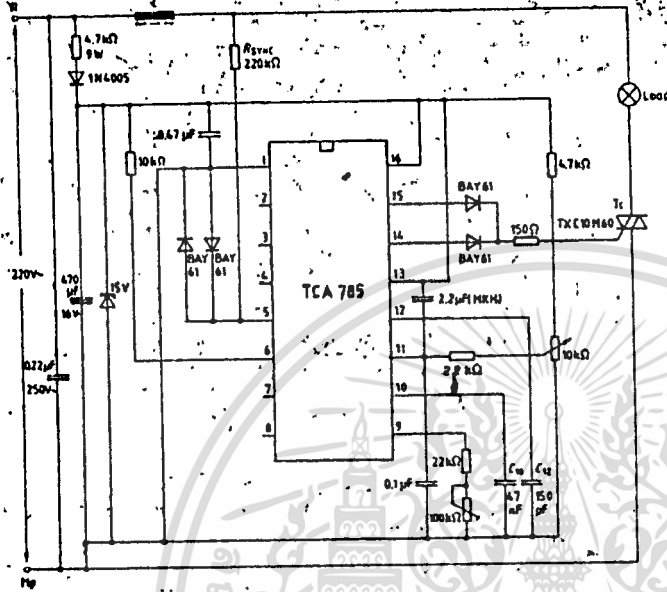 4,7kΩ
9W
1N4005
RSYNC
220kΩ
Load
0,47 µF
10kΩ
4,7kΩ
1
2
3
4
5
6
7
8
16
15
14
13
12
11
10
9
TCA 785
BAY
61
BAY
61
BAY61
BAY61
150Ω
Tc
TXC10M60
2,2µF(MKH)
2,2kΩ
10kΩ
220V~
470
µF
16V
15V
0,22µF
250V~
22kΩ
100kΩ
0,1µF
C10
47
nF
C12
150
pF
Mp